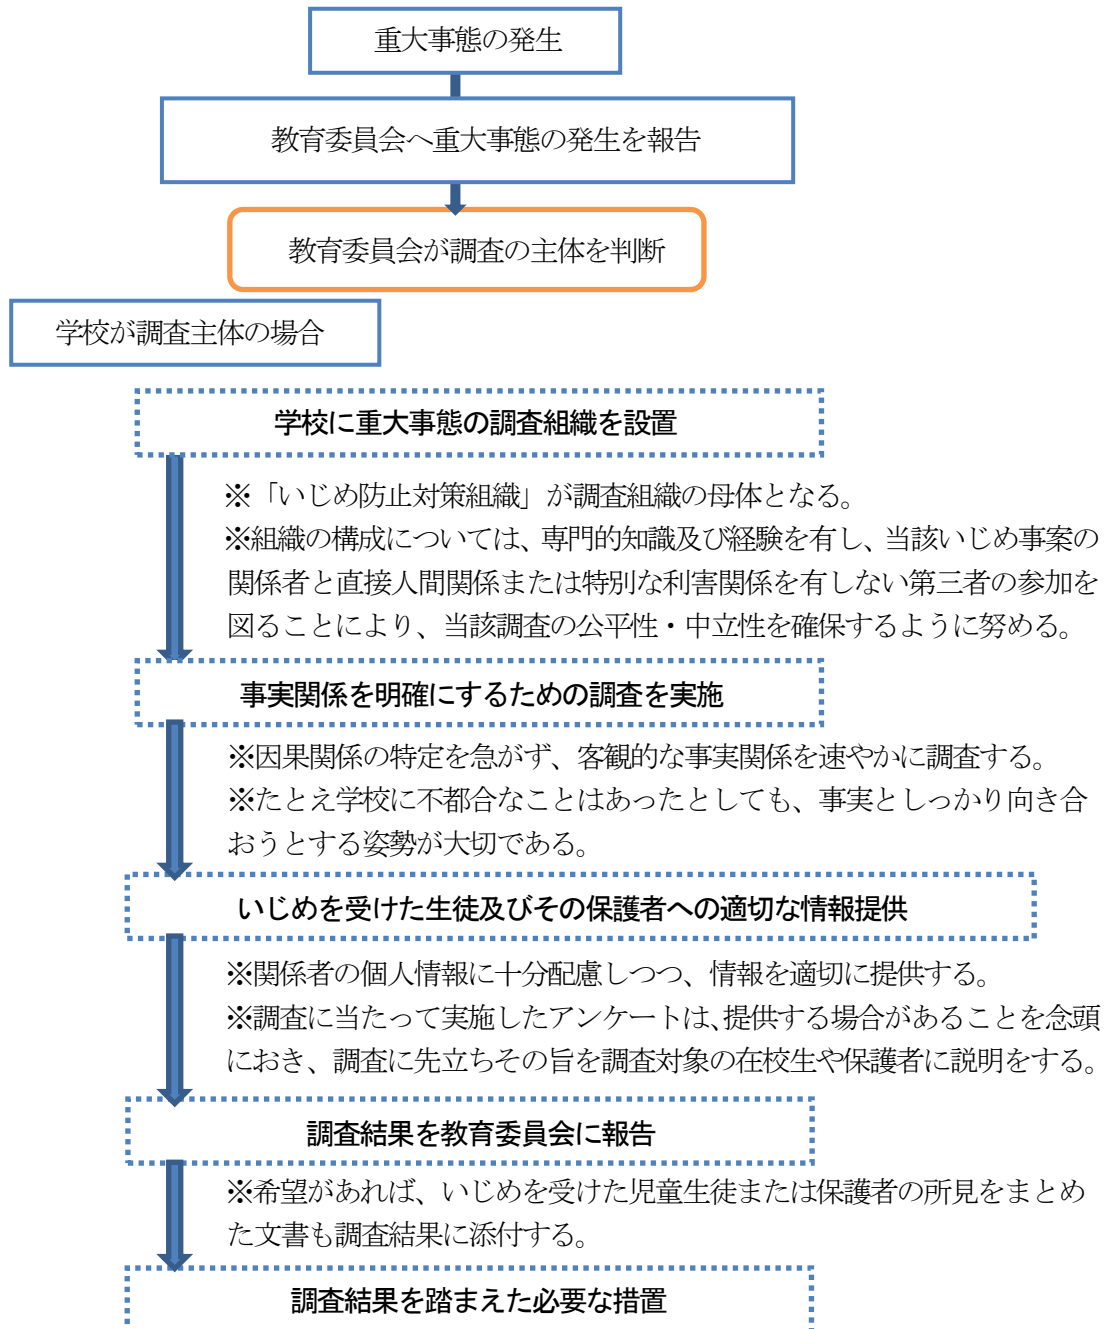 重大事態の発生
教育委員会へ重大事態の発生を報告
教育委員会が調査の主体を判断
学校が調査主体の場合
学校に重大事態の調査組織を設置
※「いじめ防止対策組織」が調査組織の母体となる。
※組織の構成については、専門的知識及び経験を有し、当該いじめ事案の
関係者と直接人間関係または特別な利害関係を有しない第三者の参加を
図ることにより、当該調査の公平性・中立性を確保するように努める。
事実関係を明確にするための調査を実施
※因果関係の特定を急がず、客観的な事実関係を速やかに調査する。
※たとえ学校に不都合なことはあったとしても、事実としっかり向き合
おうとする姿勢が大切である。
いじめを受けた生徒及びその保護者への適切な情報提供
※関係者の個人情報に十分配慮しつつ、情報を適切に提供する。
※調査に当たって実施したアンケートは、提供する場合があることを念頭
におき、調査に先立ちその旨を調査対象の在校生や保護者に説明をする。
調査結果を教育委員会に報告
※希望があれば、いじめを受けた児童生徒または保護者の所見をまとめ
た文書も調査結果に添付する。
調査結果を踏まえた必要な措置